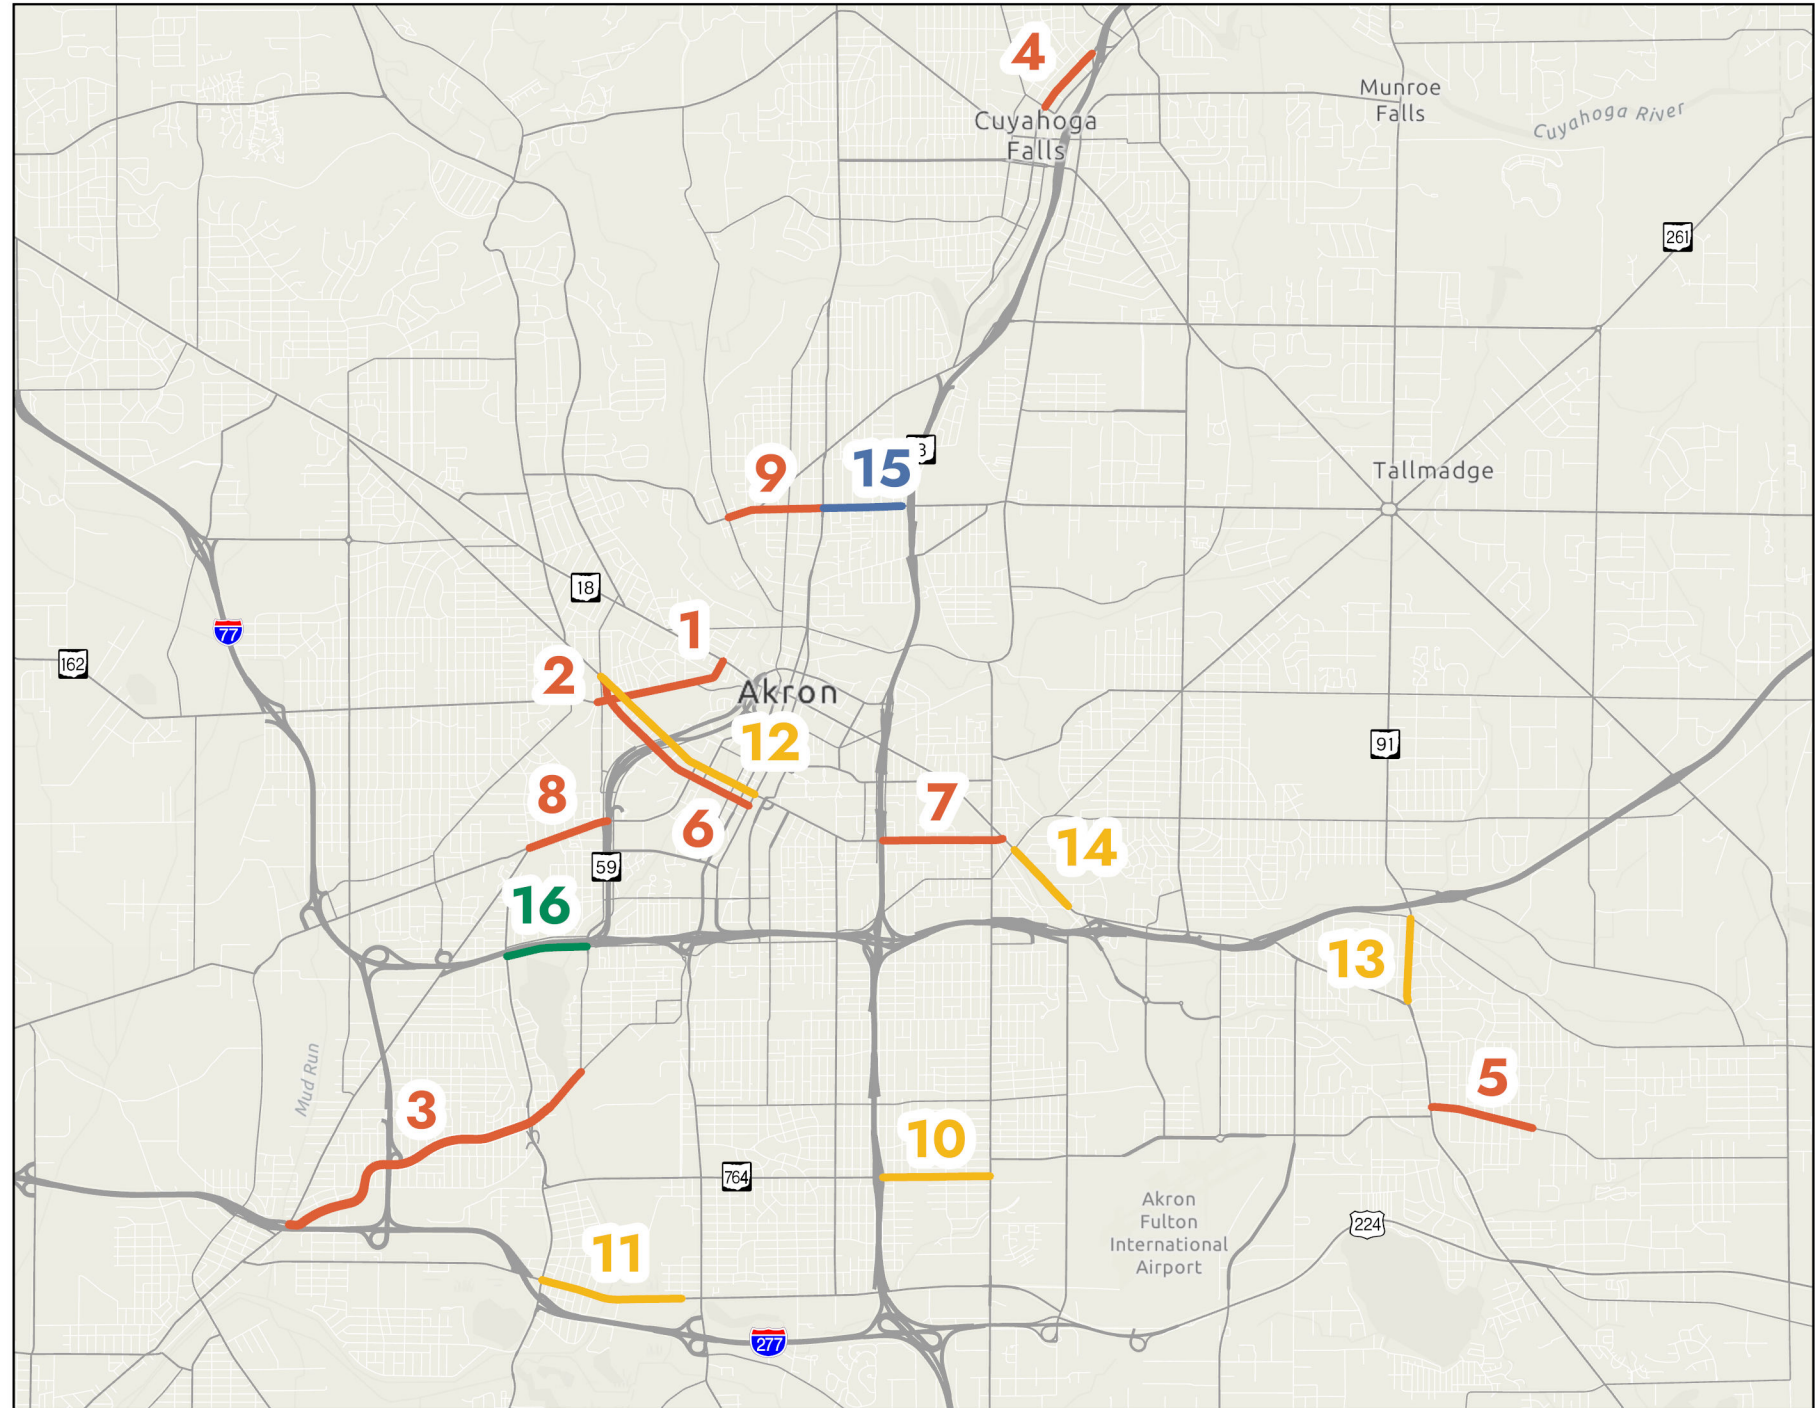 4
Cuyahoga
Falls
Munroe
Falls
Cuyahoga River
261
9
15
8
Tallmadge
18
77
162
1
2
Akron
12
91
8
6
7
14
59
16
13
Mud Run
3
5
10
764
Akron
Fulton
International
Airport
224
11
277